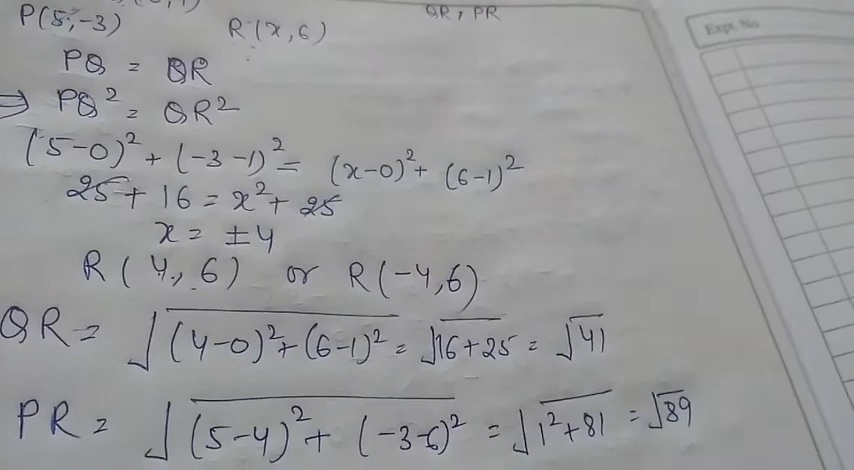 P(5,-3) R(x,6) QR, PR
PQ = QR
⇒ PQ² = QR²
(5-0)² + (-3-1)² = (x-0)² + (6-1)²
25 + 16 = x² + 25
x = ±4
R(4, 6) or R(-4,6)
QR = √((4-0)²+(6-1)²) = √(16+25) = √41
PR = √((5-4)² + (-3-6)²) = √(1²+81) = √89
Expt. No